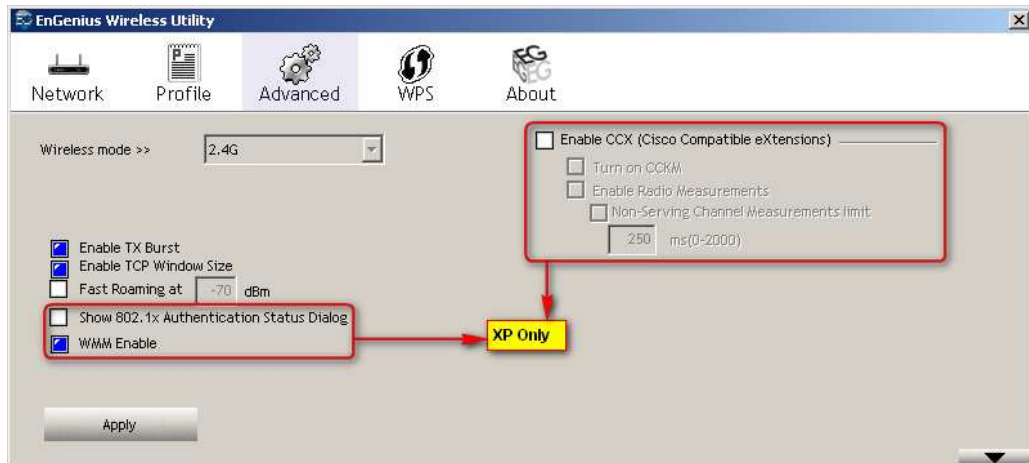 EnGenius Wireless Utility
Network
Profile
Advanced
WPS
About
Wireless mode >>
2.4G
Enable CCX (Cisco Compatible eXtensions)
Turn on CCKM
Enable Radio Measurements
Non-Serving Channel Measurements limit
250 ms(0-2000)
Enable TX Burst
Enable TCP Window Size
Fast Roaming at -70 dBm
Show 802.1x Authentication Status Dialog
WMM Enable
XP Only
Apply